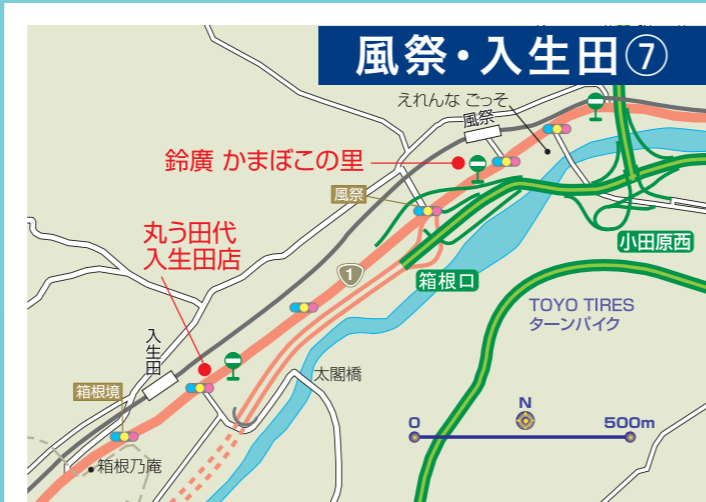 風祭・入生田⑦
えれんな ごっそ
風祭
鈴廣 かまぼこの里
風祭
丸う田代
入生田店
小田原西
箱根口
1
TOYO TIRES
ターンパイク
入生田
太閤橋
箱根境
N
0
500m
箱根乃庵